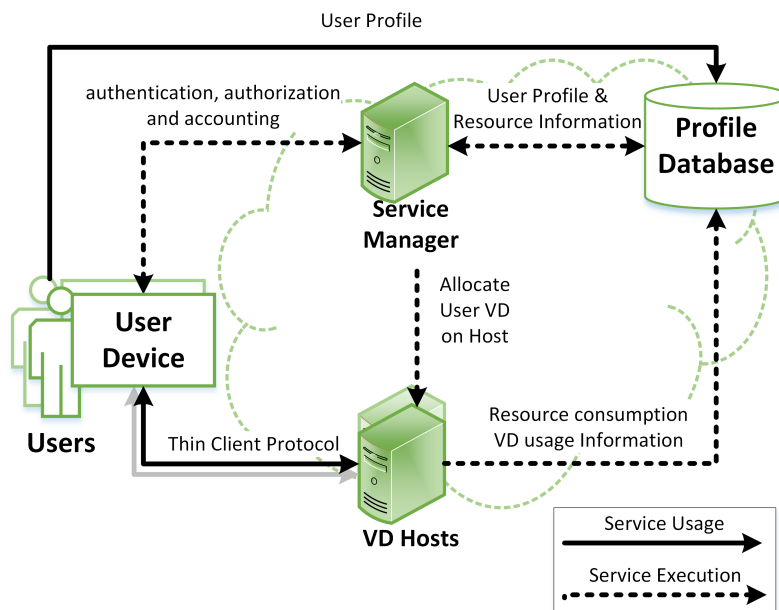 User Profile
authentication, authorization
and accounting
User Profile &
Resource Information
Profile
Database
Service
Manager
Allocate
User VD
on Host
User
Device
Users
Thin Client Protocol
Resource consumption
VD usage Information
VD Hosts
Service Usage
Service Execution